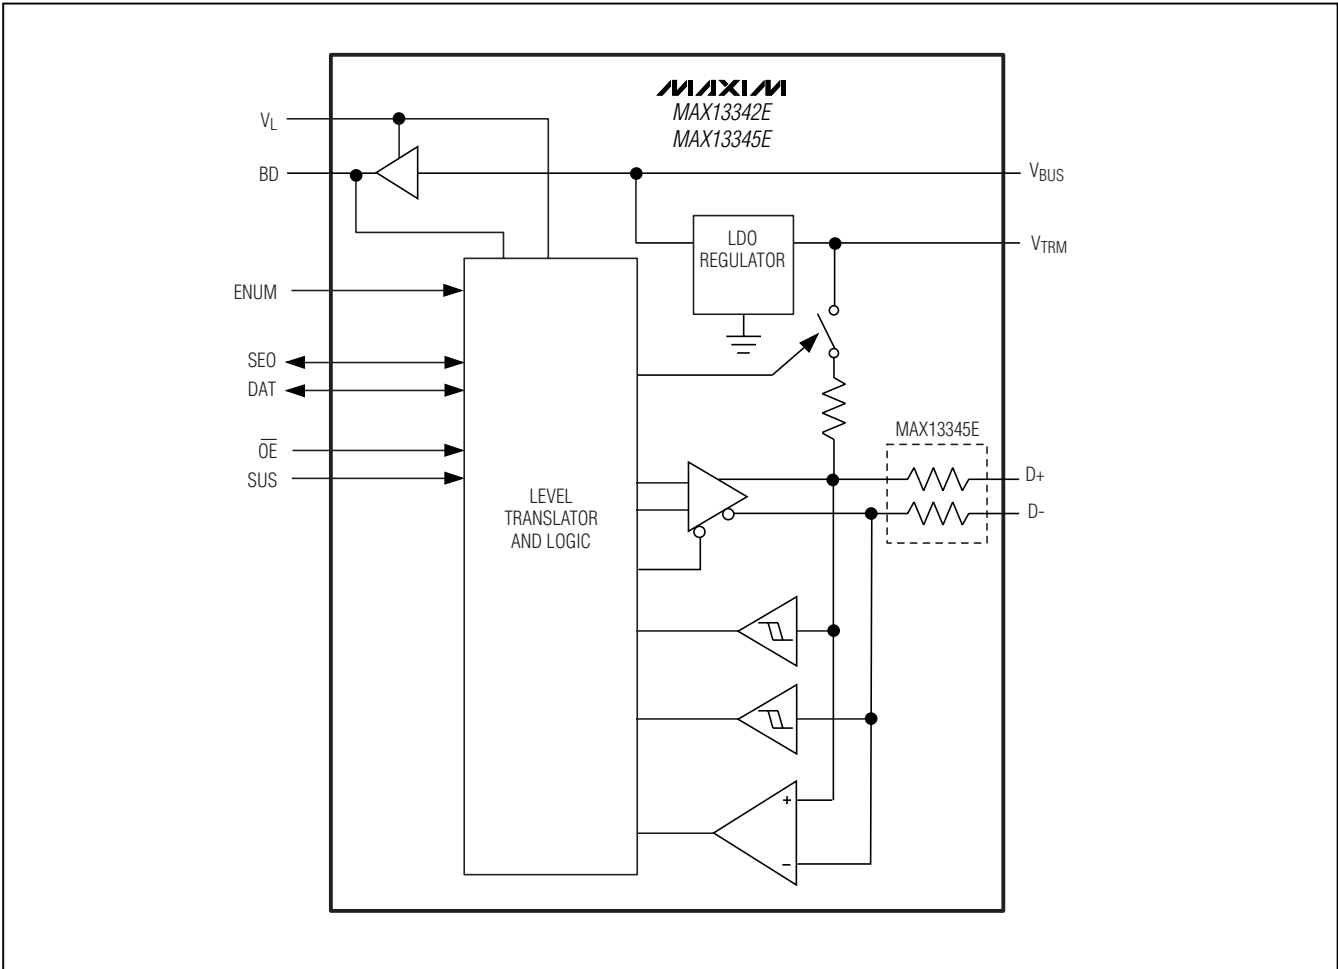 MAXIM
MAX13342E
MAX13345E
VL
BD
VBUS
LDO
REGULATOR
VTRM
ENUM
SEO
DAT
OE
SUS
MAX13345E
D+
D-
LEVEL
TRANSLATOR
AND LOGIC
+
−